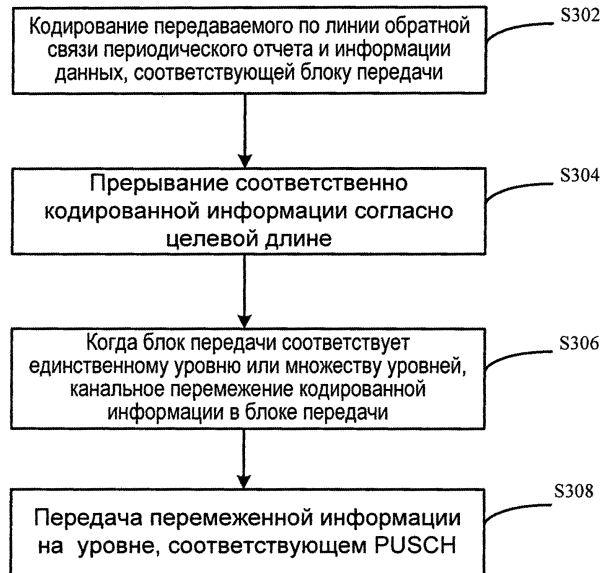 Кодирование передаваемого по линии обратной
связи периодического отчета и информации
данных, соответствующей блоку передачи
S302
Прерывание соответственно
кодированной информации согласно
целевой длине
S304
Когда блок передачи соответствует
единственному уровню или множеству уровней,
канальное перемежение кодированной
информации в блоке передачи
S306
Передача перемеженной информации
на уровне, соответствующем PUSCH
S308